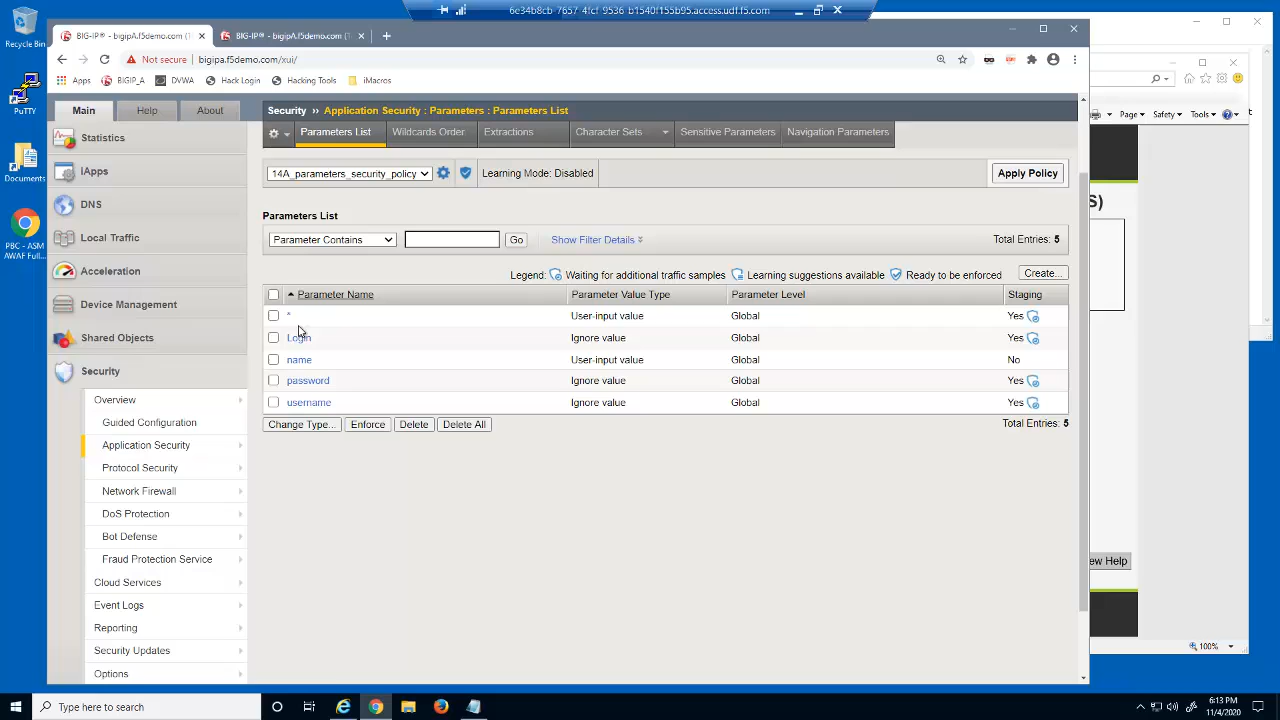 6e34b8cb-7657-4fcf-9536-b1540f155b95.access.udf.f5.com
Recycle Bin
PuTTY
Documents
PBC - ASM
AWAF Full...
BIG-IP® - bigipA.f5demo.com (1
BIG-IP® - bigipA.f5demo.com (1
Not secure
bigipa.f5demo.com/xui/
Apps
BIGIP_A
DVWA
Hack Login
Hacking Tools
iMacros
Main
Help
About
Security ›› Application Security : Parameters : Parameters List
Statistics
iApps
DNS
Local Traffic
Acceleration
Device Management
Shared Objects
Security
Overview
Guided Configuration
Application Security
Protocol Security
Network Firewall
DoS Protection
Bot Defense
Fraud Protection Service
Cloud Services
Event Logs
Reporting
Security Updates
Options
Parameters List
Wildcards Order
Extractions
Character Sets
Sensitive Parameters
Navigation Parameters
14A_parameters_security_policy
Learning Mode: Disabled
Apply Policy
Parameters List
Parameter Contains
Go
Show Filter Details
Total Entries: 5
Legend:
Waiting for additional traffic samples
Learning suggestions available
Ready to be enforced
Create...
Parameter Name
Parameter Value Type
Parameter Level
Staging
* User-input value Global Yes
Login Ignore value Global Yes
name User-input value Global No
password Ignore value Global Yes
username Ignore value Global Yes
Change Type...
Enforce
Delete
Delete All
Total Entries: 5
Page
Safety
Tools
S)
ew Help
100%
Type here to search
6:13 PM
11/4/2020